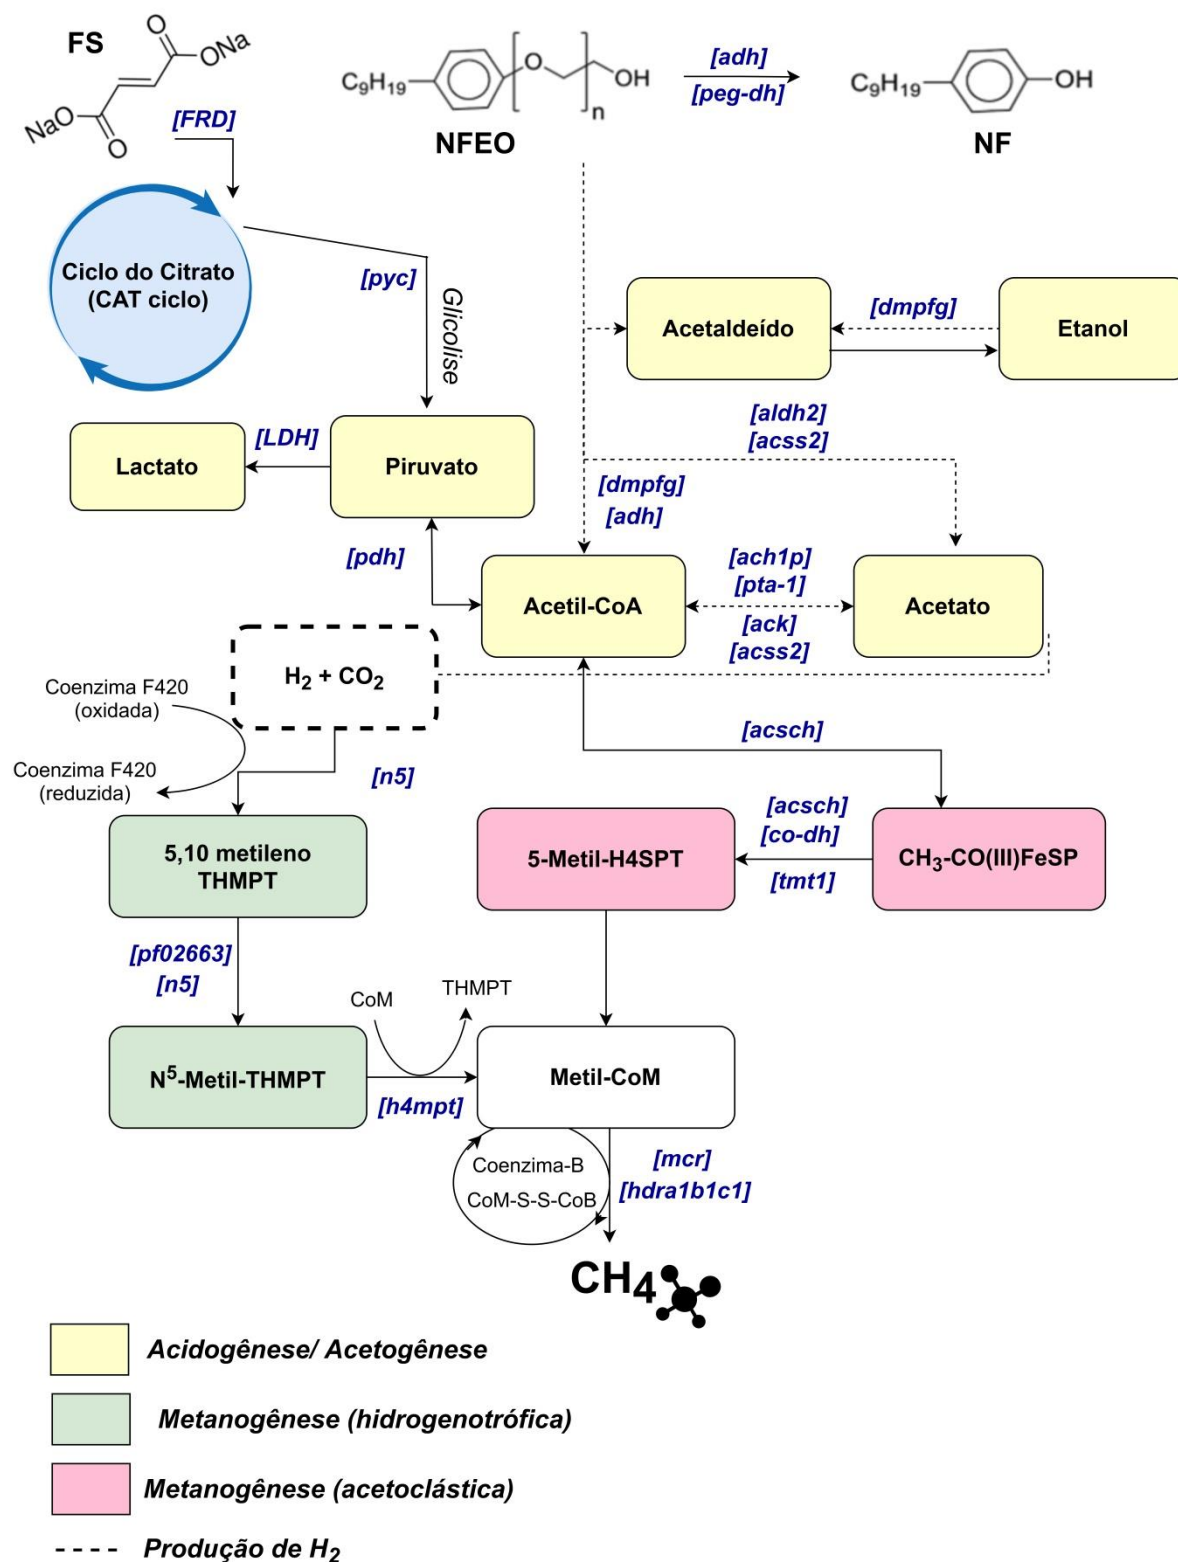 FS
ONa
O
NaO
O
[FRD]
C9H19
O
OH
n
NFEO
[adh]
[peg-dh]
C9H19
OH
NF
Ciclo do Citrato
(CAT ciclo)
[pyc]
Glicolise
Acetaldeído
[dmpfg]
Etanol
[aldh2]
[acss2]
Lactato
[LDH]
Piruvato
[dmpfg]
[adh]
[pdh]
Acetil-CoA
[ach1p]
[pta-1]
[ack]
[acss2]
Acetato
H2 + CO2
Coenzima F420
(oxidada)
Coenzima F420
(reduzida)
[n5]
[acsch]
5,10 metileno
THMPT
5-Metil-H4SPT
[acsch]
[co-dh]
[tmt1]
CH3-CO(III)FeSP
[pf02663]
[n5]
CoM
THMPT
N5-Metil-THMPT
[h4mpt]
Metil-CoM
Coenzima-B
CoM-S-S-CoB
[mcr]
[hdra1b1c1]
CH4
Acidogênese/ Acetogênese
Metanogênese (hidrogenotrófica)
Metanogênese (acetoclástica)
Produção de H2